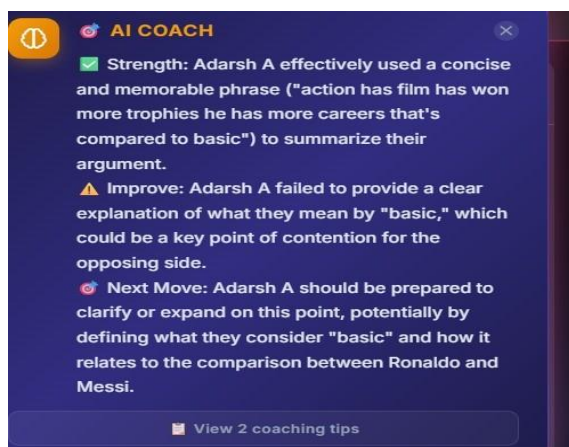 🎯 AI COACH
✅ Strength: Adarsh A effectively used a concise
and memorable phrase ("action has film has won
more trophies he has more careers that's
compared to basic") to summarize their
argument.
⚠️ Improve: Adarsh A failed to provide a clear
explanation of what they mean by "basic," which
could be a key point of contention for the
opposing side.
🎯 Next Move: Adarsh A should be prepared to
clarify or expand on this point, potentially by
defining what they consider "basic" and how it
relates to the comparison between Ronaldo and
Messi.
📋 View 2 coaching tips